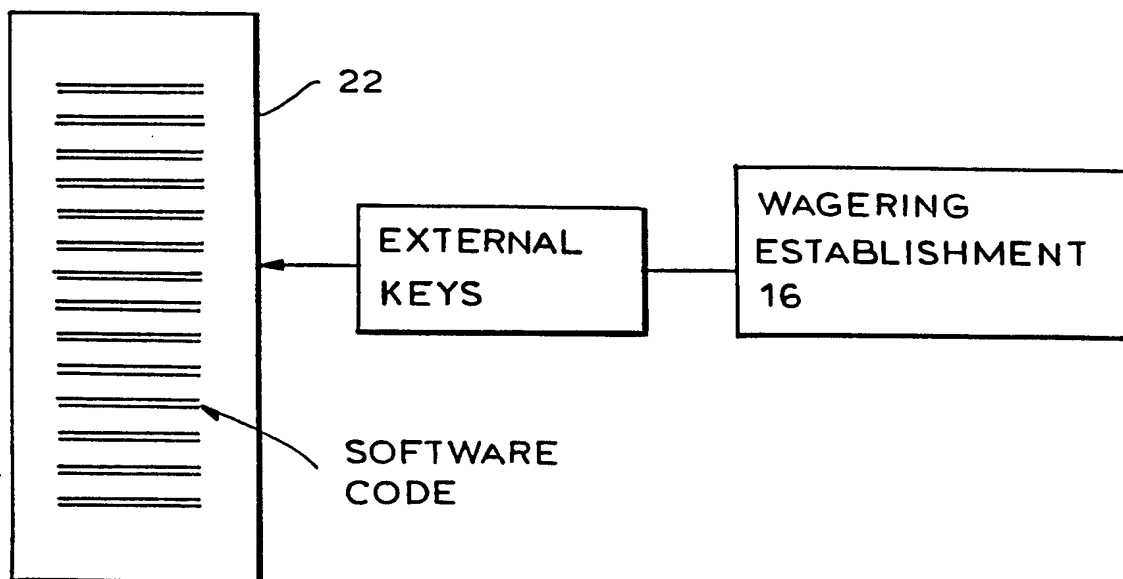 22
EXTERNAL
KEYS
WAGERING
ESTABLISHMENT
16
SOFTWARE
CODE